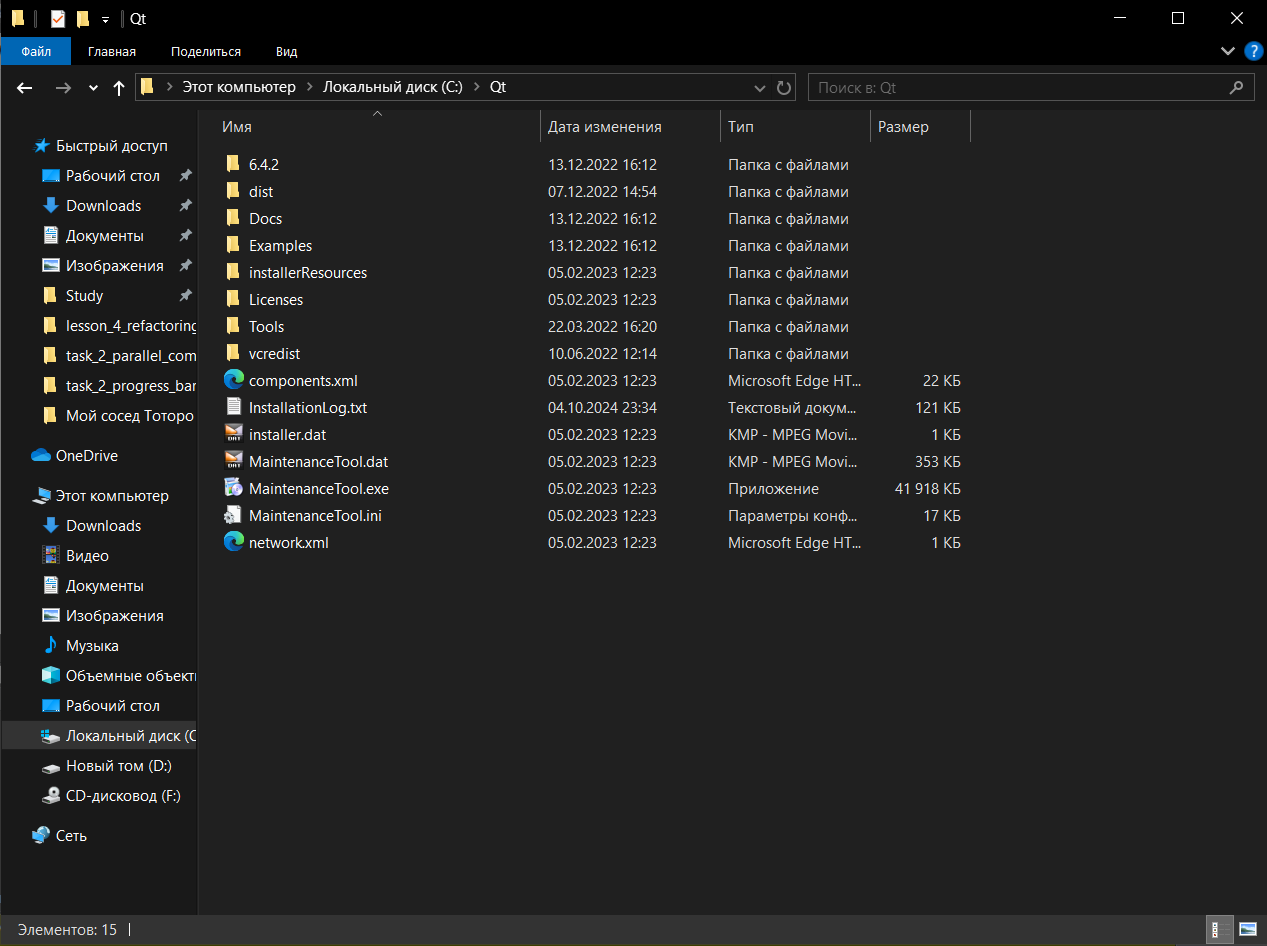 Qt
Файл Главная Поделиться Вид
Этот компьютер Локальный диск (C:) Qt Поиск в: Qt
Имя Дата изменения Тип Размер
6.4.2 13.12.2022 16:12 Папка с файлами
dist 07.12.2022 14:54 Папка с файлами
Docs 13.12.2022 16:12 Папка с файлами
Examples 13.12.2022 16:12 Папка с файлами
installerResources 05.02.2023 12:23 Папка с файлами
Licenses 05.02.2023 12:23 Папка с файлами
Tools 22.03.2022 16:20 Папка с файлами
vcredist 10.06.2022 12:14 Папка с файлами
components.xml 05.02.2023 12:23 Microsoft Edge HT... 22 КБ
InstallationLog.txt 04.10.2024 23:34 Текстовый докум... 121 КБ
installer.dat 05.02.2023 12:23 KMP - MPEG Movi... 1 КБ
MaintenanceTool.dat 05.02.2023 12:23 KMP - MPEG Movi... 353 КБ
MaintenanceTool.exe 05.02.2023 12:23 Приложение 41 918 КБ
MaintenanceTool.ini 05.02.2023 12:23 Параметры конф... 17 КБ
network.xml 05.02.2023 12:23 Microsoft Edge HT... 1 КБ
Быстрый доступ
Рабочий стол
Downloads
Документы
Изображения
Study
lesson_4_refactoring
task_2_parallel_com
task_2_progress_bar
Мой сосед Тоторо
OneDrive
Этот компьютер
Downloads
Видео
Документы
Изображения
Музыка
Объемные объекти
Рабочий стол
Локальный диск (C
Новый том (D:)
CD-дисковод (F:)
Сеть
Элементов: 15